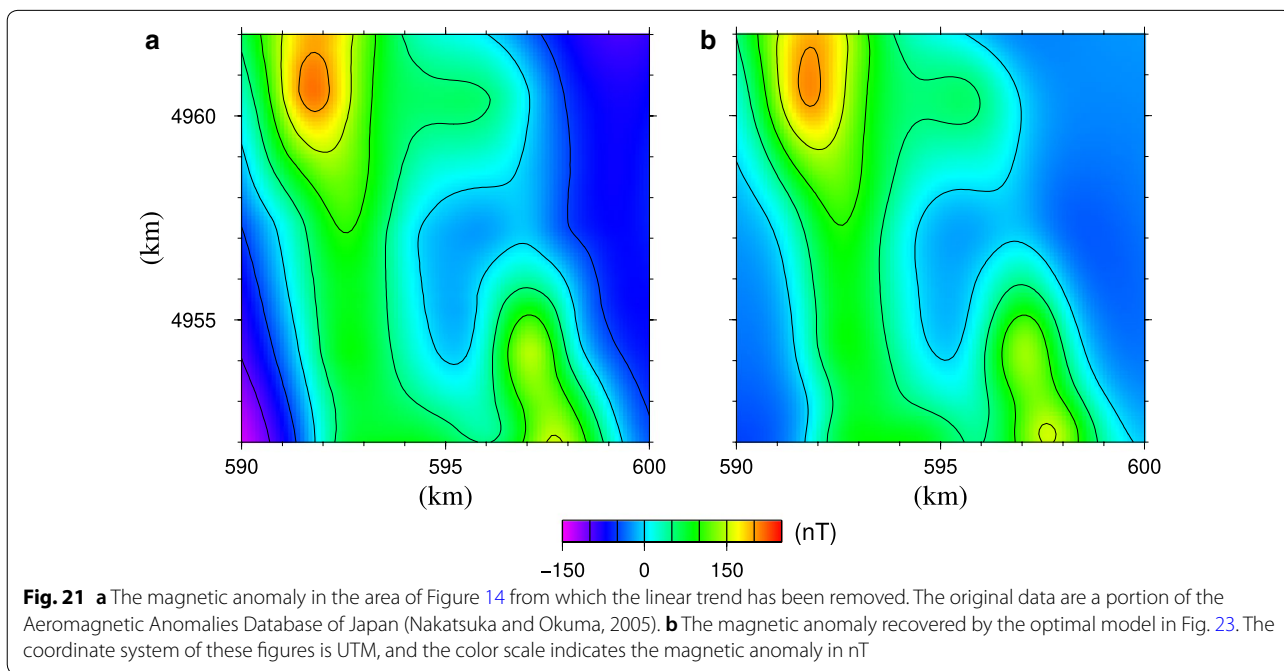 a
b
4960
4955
(km)
590
595
600
590
595
600
(km)
(km)
(nT)
−150
0
150
Fig. 21 a The magnetic anomaly in the area of Figure 14 from which the linear trend has been removed. The original data are a portion of the
Aeromagnetic Anomalies Database of Japan (Nakatsuka and Okuma, 2005). b The magnetic anomaly recovered by the optimal model in Fig. 23. The
coordinate system of these figures is UTM, and the color scale indicates the magnetic anomaly in nT